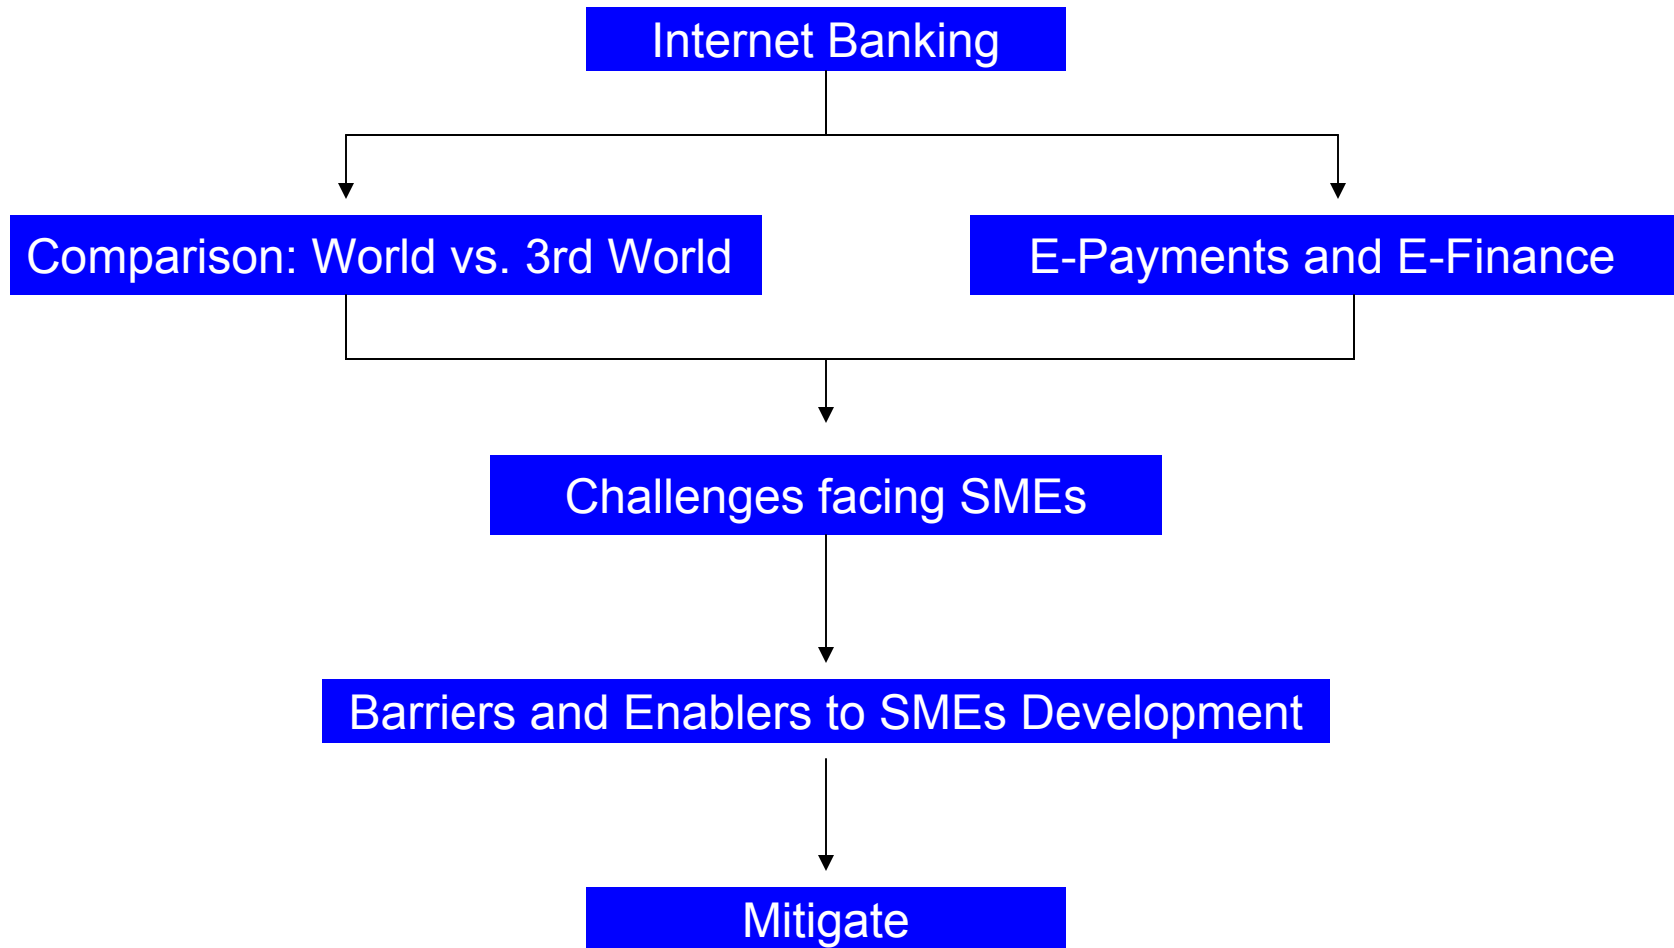 Internet Banking
Comparison: World vs. 3rd World
E-Payments and E-Finance
Challenges facing SMEs
Barriers and Enablers to SMEs Development
Mitigate